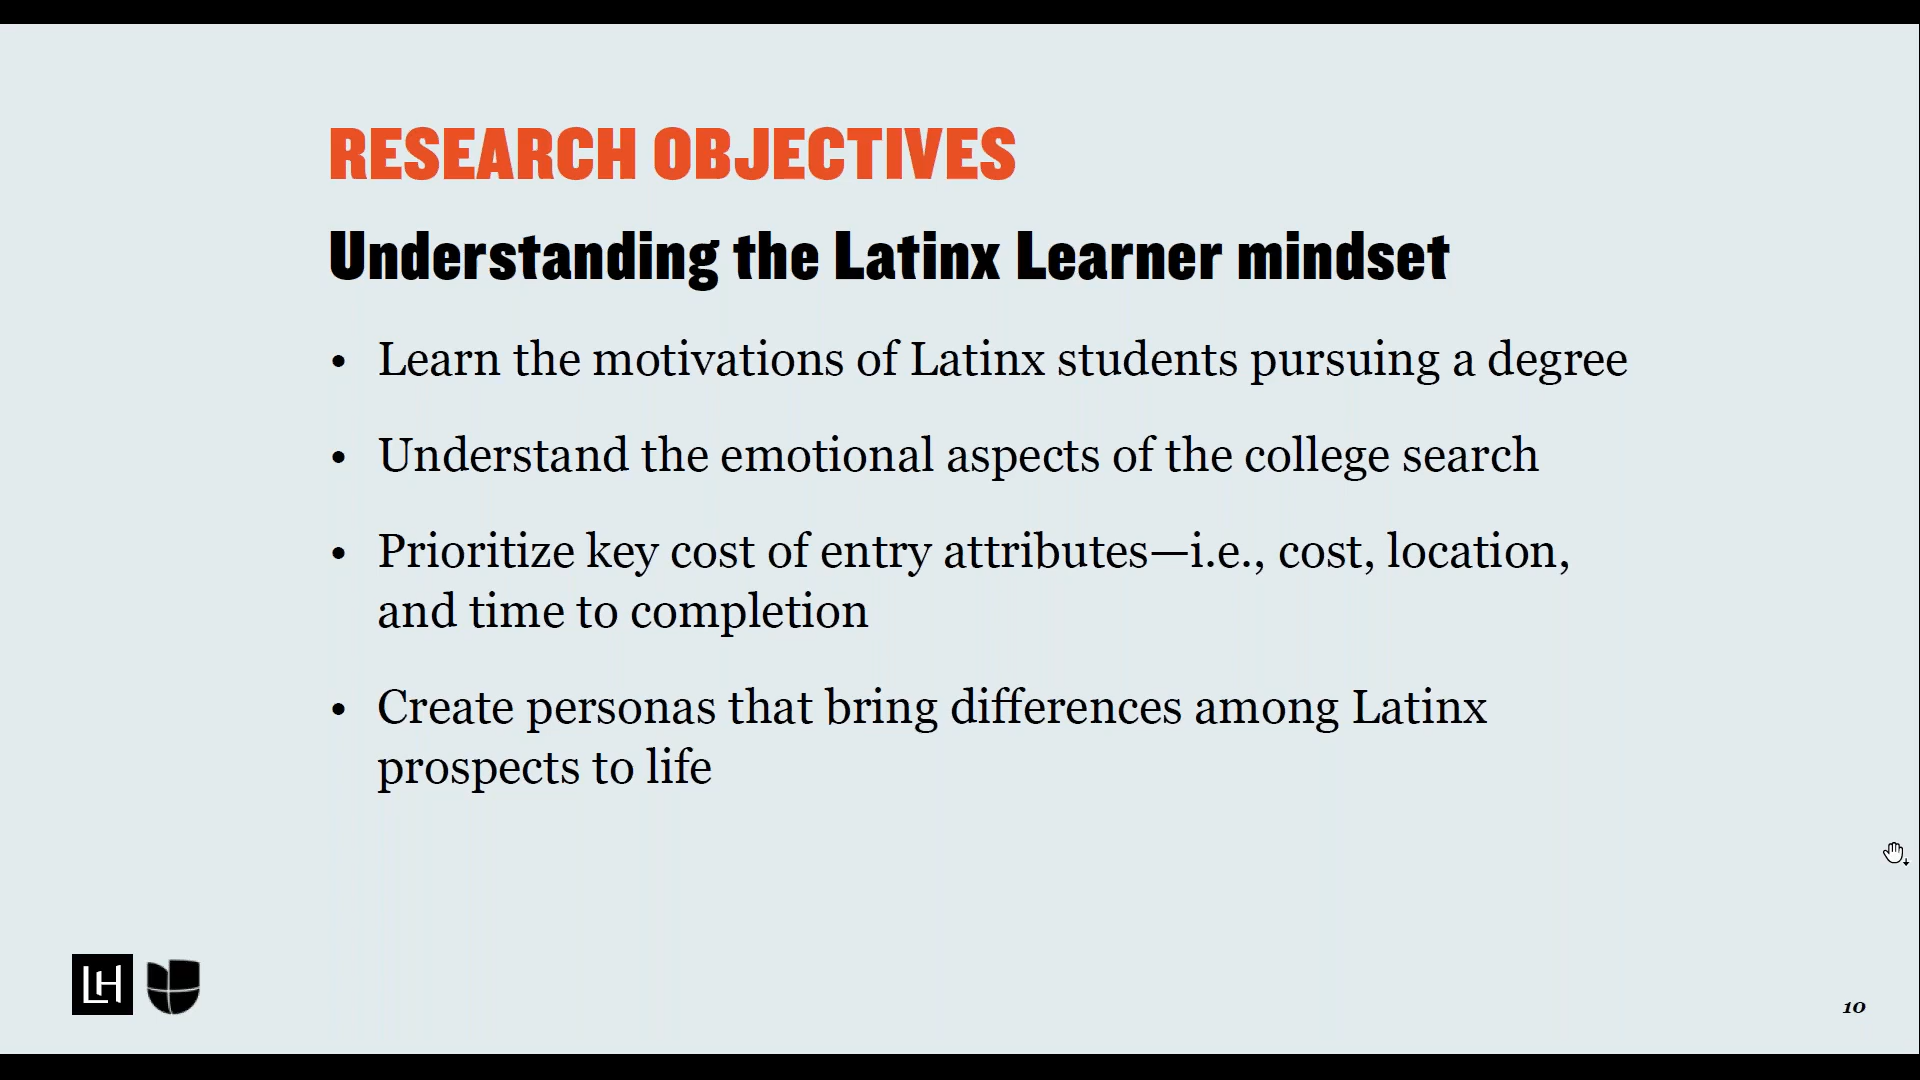 RESEARCH OBJECTIVES
Understanding the Latinx Learner mindset
• Learn the motivations of Latinx students pursuing a degree
• Understand the emotional aspects of the college search
• Prioritize key cost of entry attributes—i.e., cost, location,
and time to completion
• Create personas that bring differences among Latinx
prospects to life
LH
10